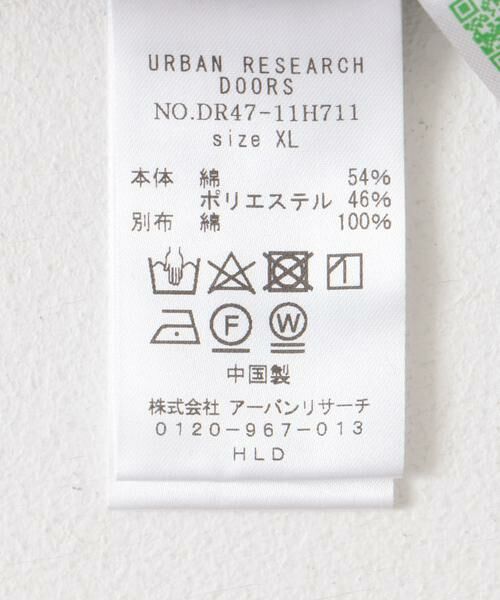 URBAN RESEARCH
DOORS
NO.DR47-11H711
size XL
本体 綿 54%
ポリエステル 46%
別布 綿 100%
F W
中国製
株式会社 アーバンリサーチ
0120-967-013
HLD